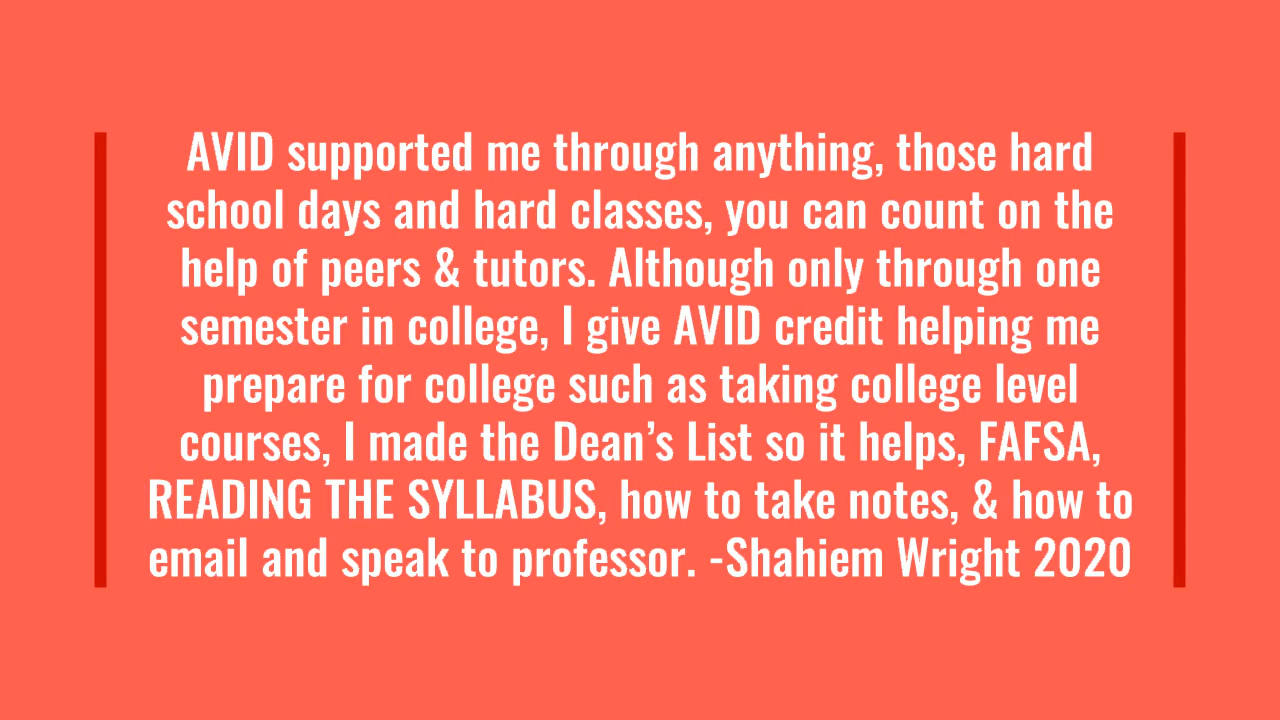 AVID supported me through anything, those hard
school days and hard classes, you can count on the
help of peers & tutors. Although only through one
semester in college, I give AVID credit helping me
prepare for college such as taking college level
courses, I made the Dean’s List so it helps, FAFSA,
READING THE SYLLABUS, how to take notes, & how to
email and speak to professor. -Shahiem Wright 2020